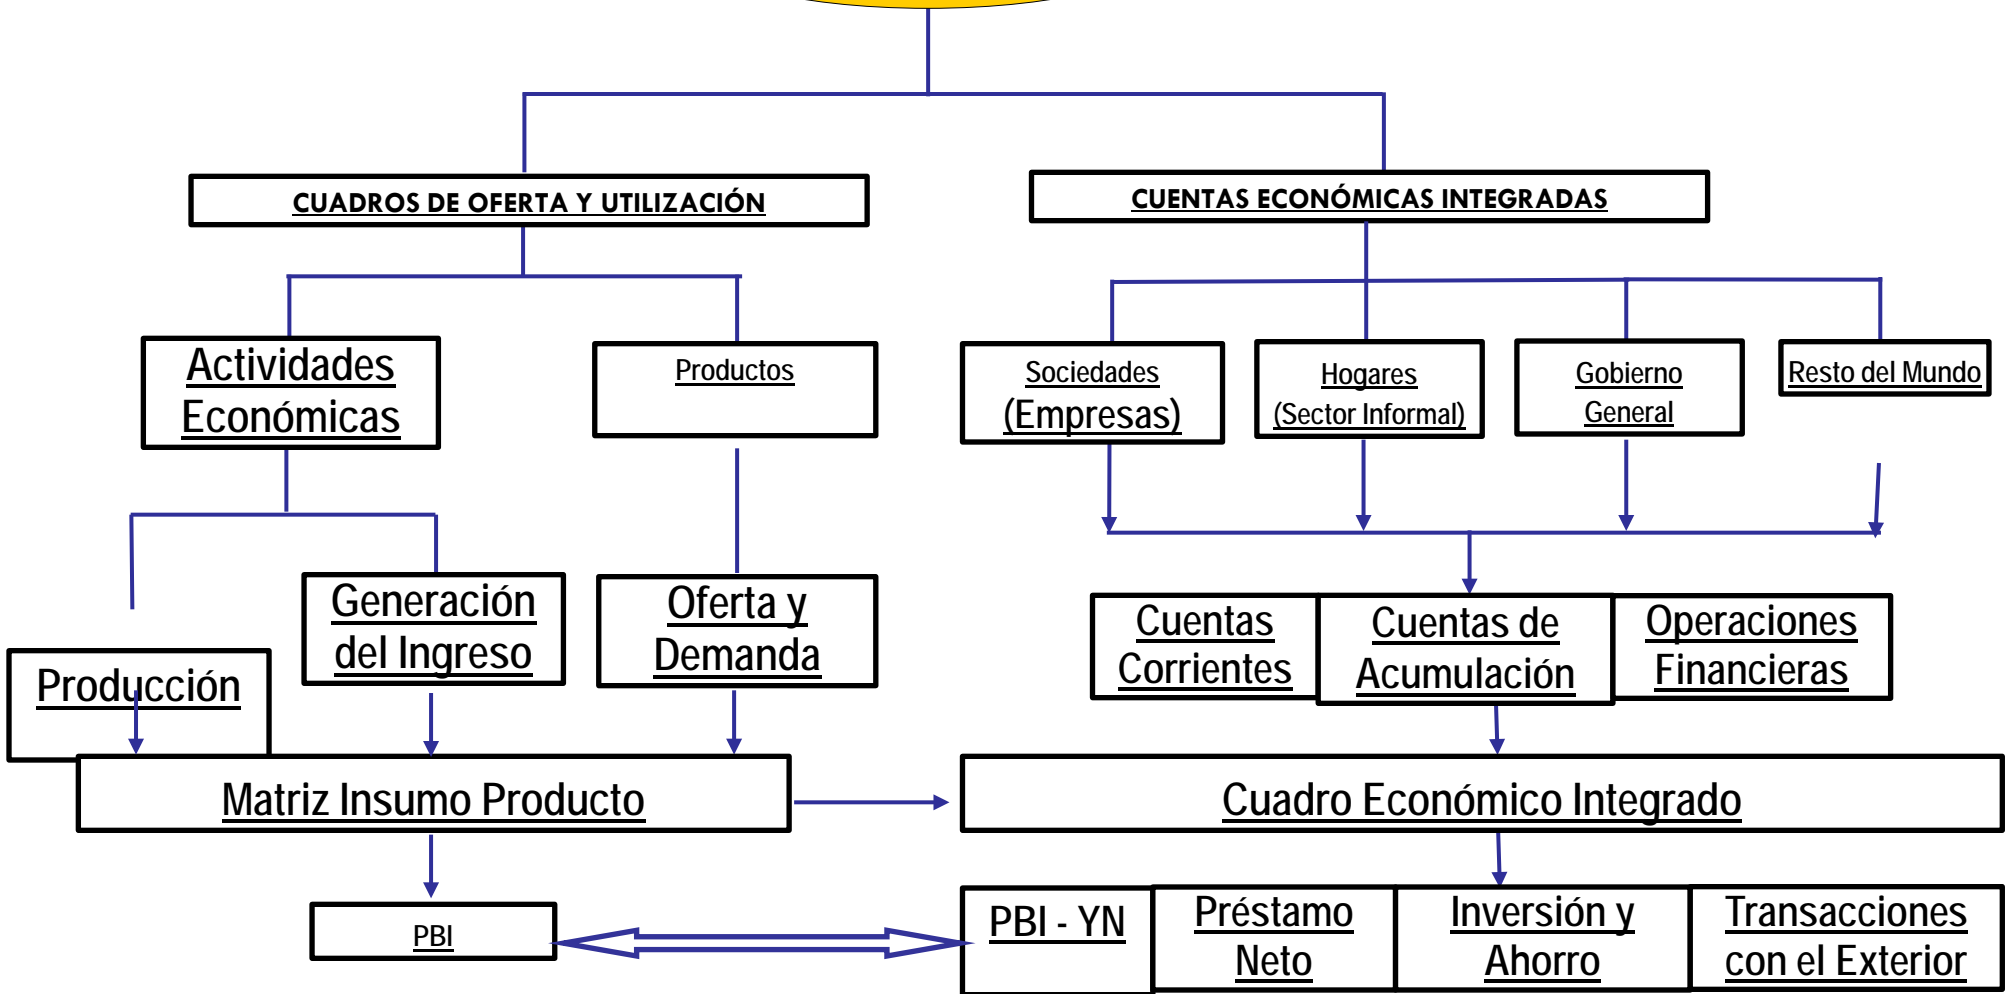 CUADROS DE OFERTA Y UTILIZACIÓN
CUENTAS ECONÓMICAS INTEGRADAS
Actividades
Económicas
Productos
Sociedades
(Empresas)
Hogares
(Sector Informal)
Gobierno
General
Resto del Mundo
Producción
Generación
del Ingreso
Oferta y
Demanda
Cuentas
Corrientes
Cuentas de
Acumulación
Operaciones
Financieras
Matriz Insumo Producto
Cuadro Económico Integrado
PBI
PBI - YN
Préstamo
Neto
Inversión y
Ahorro
Transacciones
con el Exterior